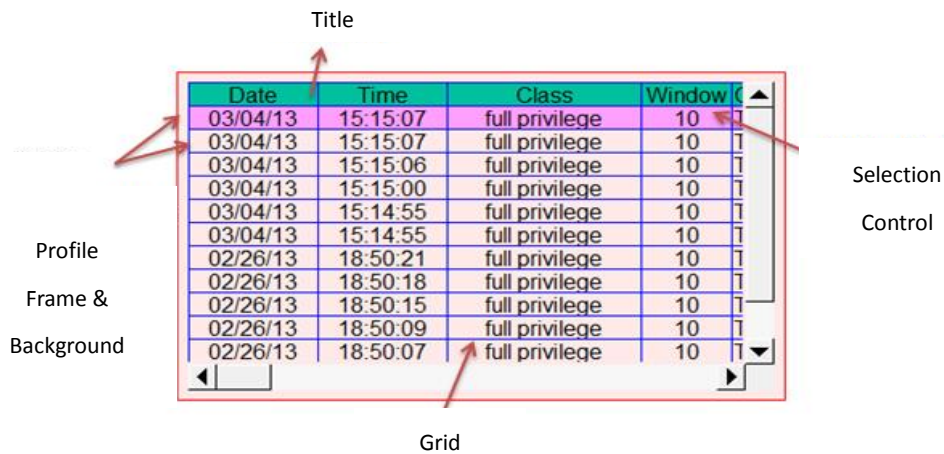 Title
Date Time Class Window
03/04/13 15:15:07 full privilege 10 T
03/04/13 15:15:07 full privilege 10 T
03/04/13 15:15:06 full privilege 10 T
03/04/13 15:15:00 full privilege 10 T
03/04/13 15:14:55 full privilege 10 T
03/04/13 15:14:55 full privilege 10 T
02/26/13 18:50:21 full privilege 10 T
02/26/13 18:50:18 full privilege 10 T
02/26/13 18:50:15 full privilege 10 T
02/26/13 18:50:09 full privilege 10 T
02/26/13 18:50:07 full privilege 10 T
Selection
Control
Profile
Frame &
Background
Grid